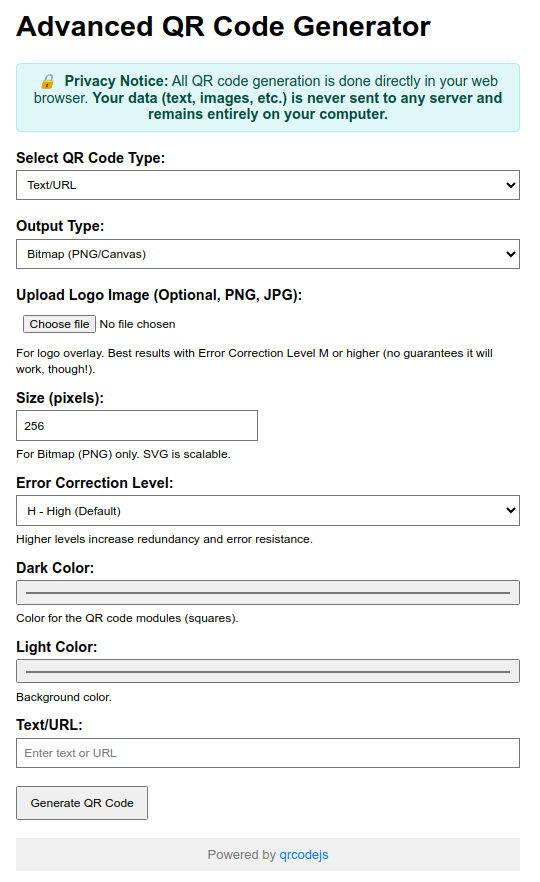 Advanced QR Code Generator
🔒 Privacy Notice: All QR code generation is done directly in your web
browser. Your data (text, images, etc.) is never sent to any server and
remains entirely on your computer.
Select QR Code Type:
Text/URL
Output Type:
Bitmap (PNG/Canvas)
Upload Logo Image (Optional, PNG, JPG):
Choose file No file chosen
For logo overlay. Best results with Error Correction Level M or higher (no guarantees it will
work, though!).
Size (pixels):
256
For Bitmap (PNG) only. SVG is scalable.
Error Correction Level:
H - High (Default)
Higher levels increase redundancy and error resistance.
Dark Color:
Color for the QR code modules (squares).
Light Color:
Background color.
Text/URL:
Enter text or URL
Generate QR Code
Powered by qrcodejs